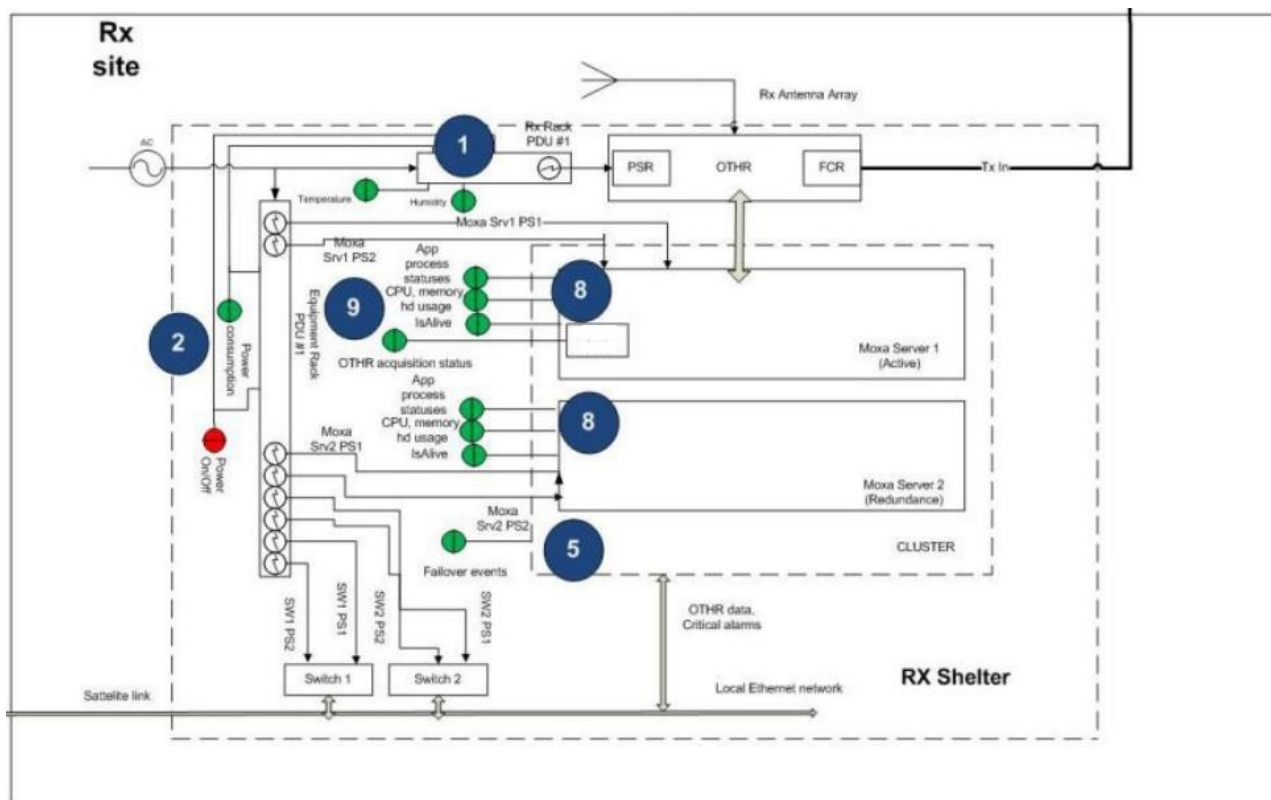 Rx
site
AC
1
Rx Rack
PDU #1
Rx Antenna Array
PSR
OTHR
FCR
Tx In
Temperature
Humidity
Moxa Srv1 PS1
Moxa
Srv1 PS2
App
process
statuses
CPU, memory
hd usage
IsAlive
8
9
2
Power
consumption
Equipment Rack
PDU #1
OTHR acquisition status
Moxa Server 1
(Active)
App
process
statuses
CPU, memory
hd usage
IsAlive
8
Power
On/Off
Moxa
Srv2 PS1
Moxa Server 2
(Redundance)
Moxa
Srv2 PS2
5
CLUSTER
Failover events
SW1 PS2
SW1 PS1
SW2 PS2
SW2 PS1
OTHR data,
Critical alarms
Switch 1
Switch 2
RX Shelter
Sattelite link
Local Ethernet network